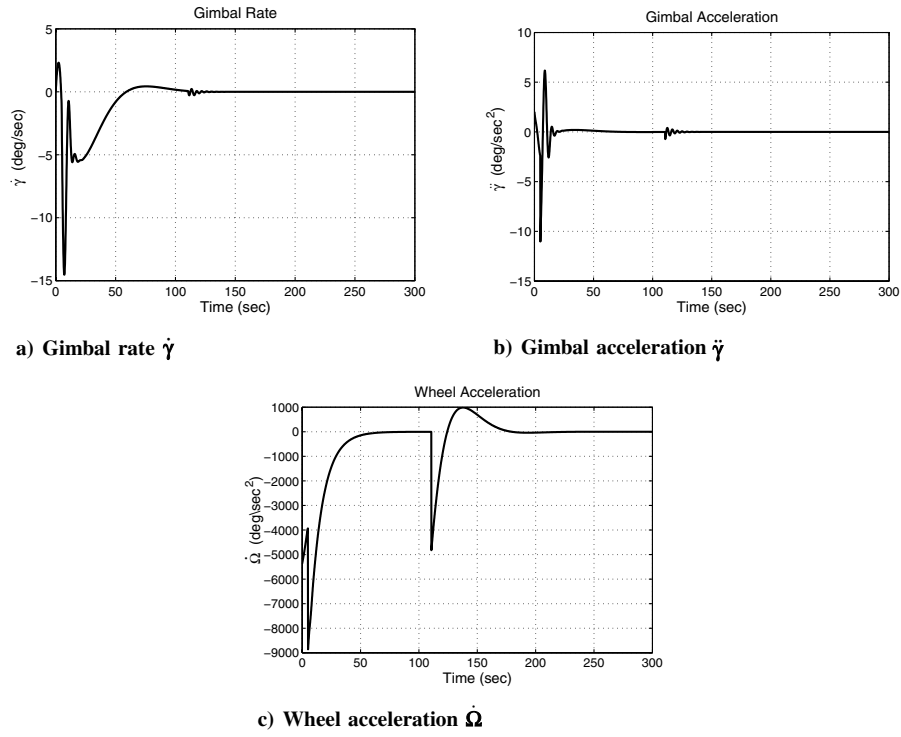 Gimbal Rate
5
0
−5
−10
−15
γ̇ (deg/sec)
0 50 100 150 200 250 300
Time (sec)
a) Gimbal rate γ̇
Gimbal Acceleration
10
5
0
−5
−10
−15
γ̈ (deg/sec²)
0 50 100 150 200 250 300
Time (sec)
b) Gimbal acceleration γ̈
Wheel Acceleration
1000
0
−1000
−2000
−3000
−4000
−5000
−6000
−7000
−8000
−9000
Ω̇ (deg\sec²)
0 50 100 150 200 250 300
Time (sec)
c) Wheel acceleration Ω̇